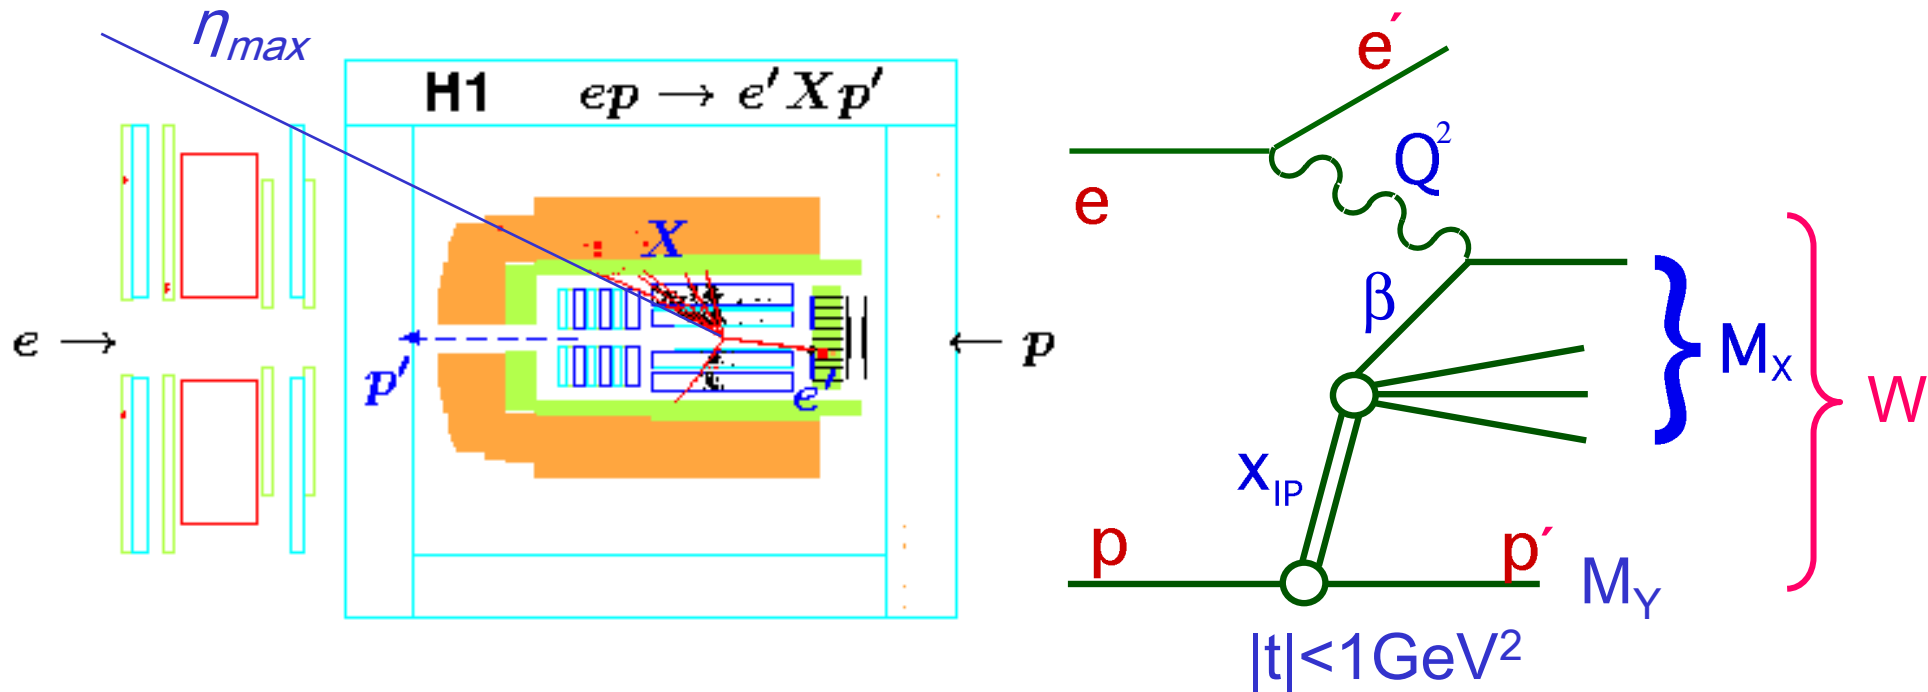 η_max
H1 ep → e′Xp′
X
e →
← p
p′
e′
e′
Q²
e
β
M_X
W
x_IP
p
p′
M_Y
|t|<1GeV²